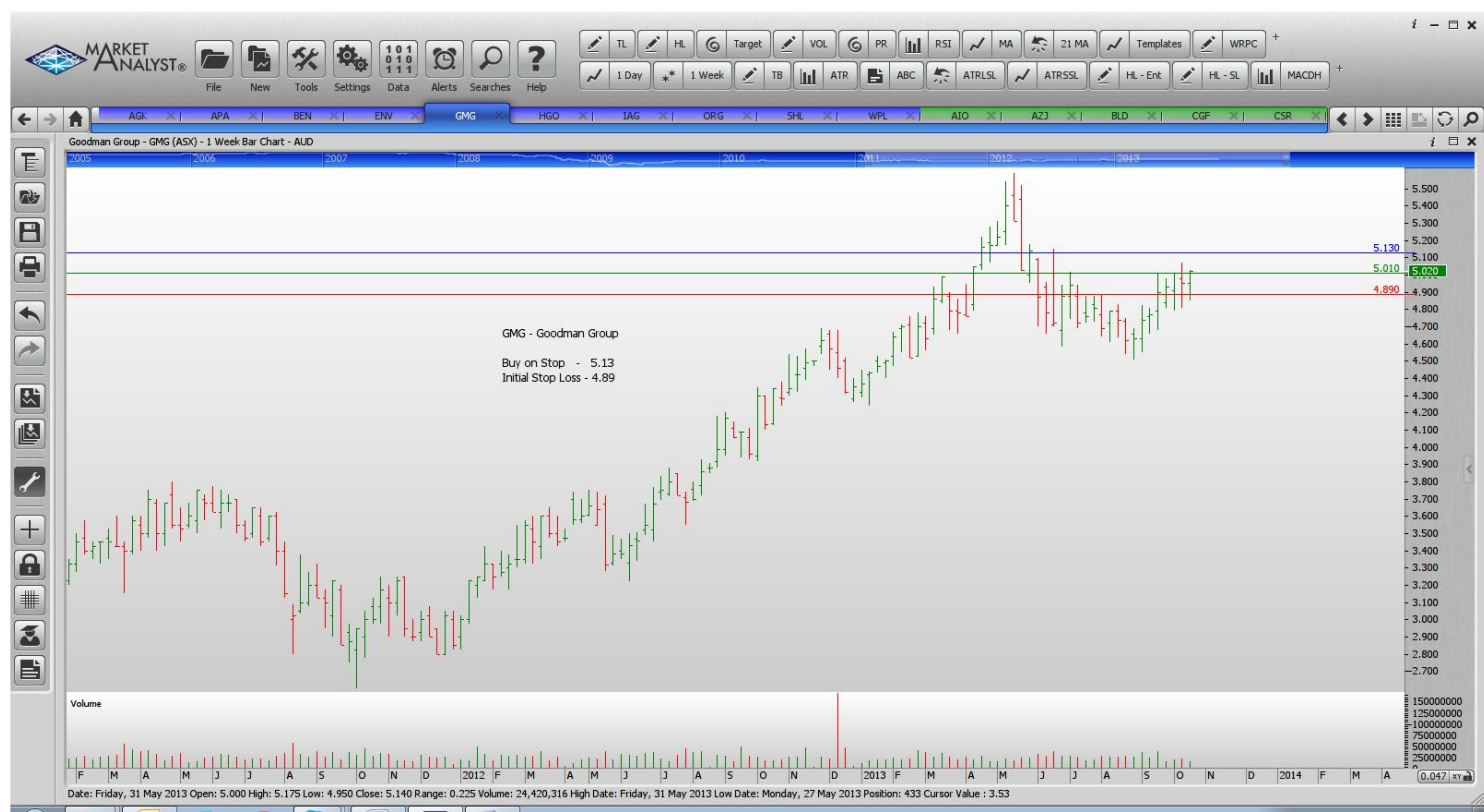 MARKET ANALYST®
File New Tools Settings Data Alerts Searches Help
TL HL Target VOL PR RSI MA 21 MA Templates WRPC +
1 Day 1 Week TB ATR ABC ATRLSL ATRSSL HL - Ent HL - SL MACDH +
AGK APA BEN ENV GMG HGO IAG ORG SHL WPL AIO AZJ BLD CGF CSR
Goodman Group - GMG (ASX) - 1 Week Bar Chart - AUD
2005 2006 2007 2008 2009 2010 2011 2012 2013
5.500
5.400
5.300
5.200
5.130
5.100
5.010 5.020
4.890 4.900
4.800
4.700
4.600
4.500
4.400
4.300
4.200
4.100
4.000
3.900
3.800
3.700
3.600
3.500
3.400
3.300
3.200
3.100
3.000
2.900
2.800
2.700
GMG - Goodman Group
Buy on Stop - 5.13
Initial Stop Loss - 4.89
Volume
150000000
125000000
100000000
75000000
50000000
25000000
F M A M J J A S O N D 2012 F M A M J J A S O N D 2013 F M A M J J A S O N D 2014 F M A 0.047 XY
Date: Friday, 31 May 2013 Open: 5.000 High: 5.175 Low: 4.950 Close: 5.140 Range: 0.225 Volume: 24,420,316 High Date: Friday, 31 May 2013 Low Date: Monday, 27 May 2013 Position: 433 Cursor Value : 3.53